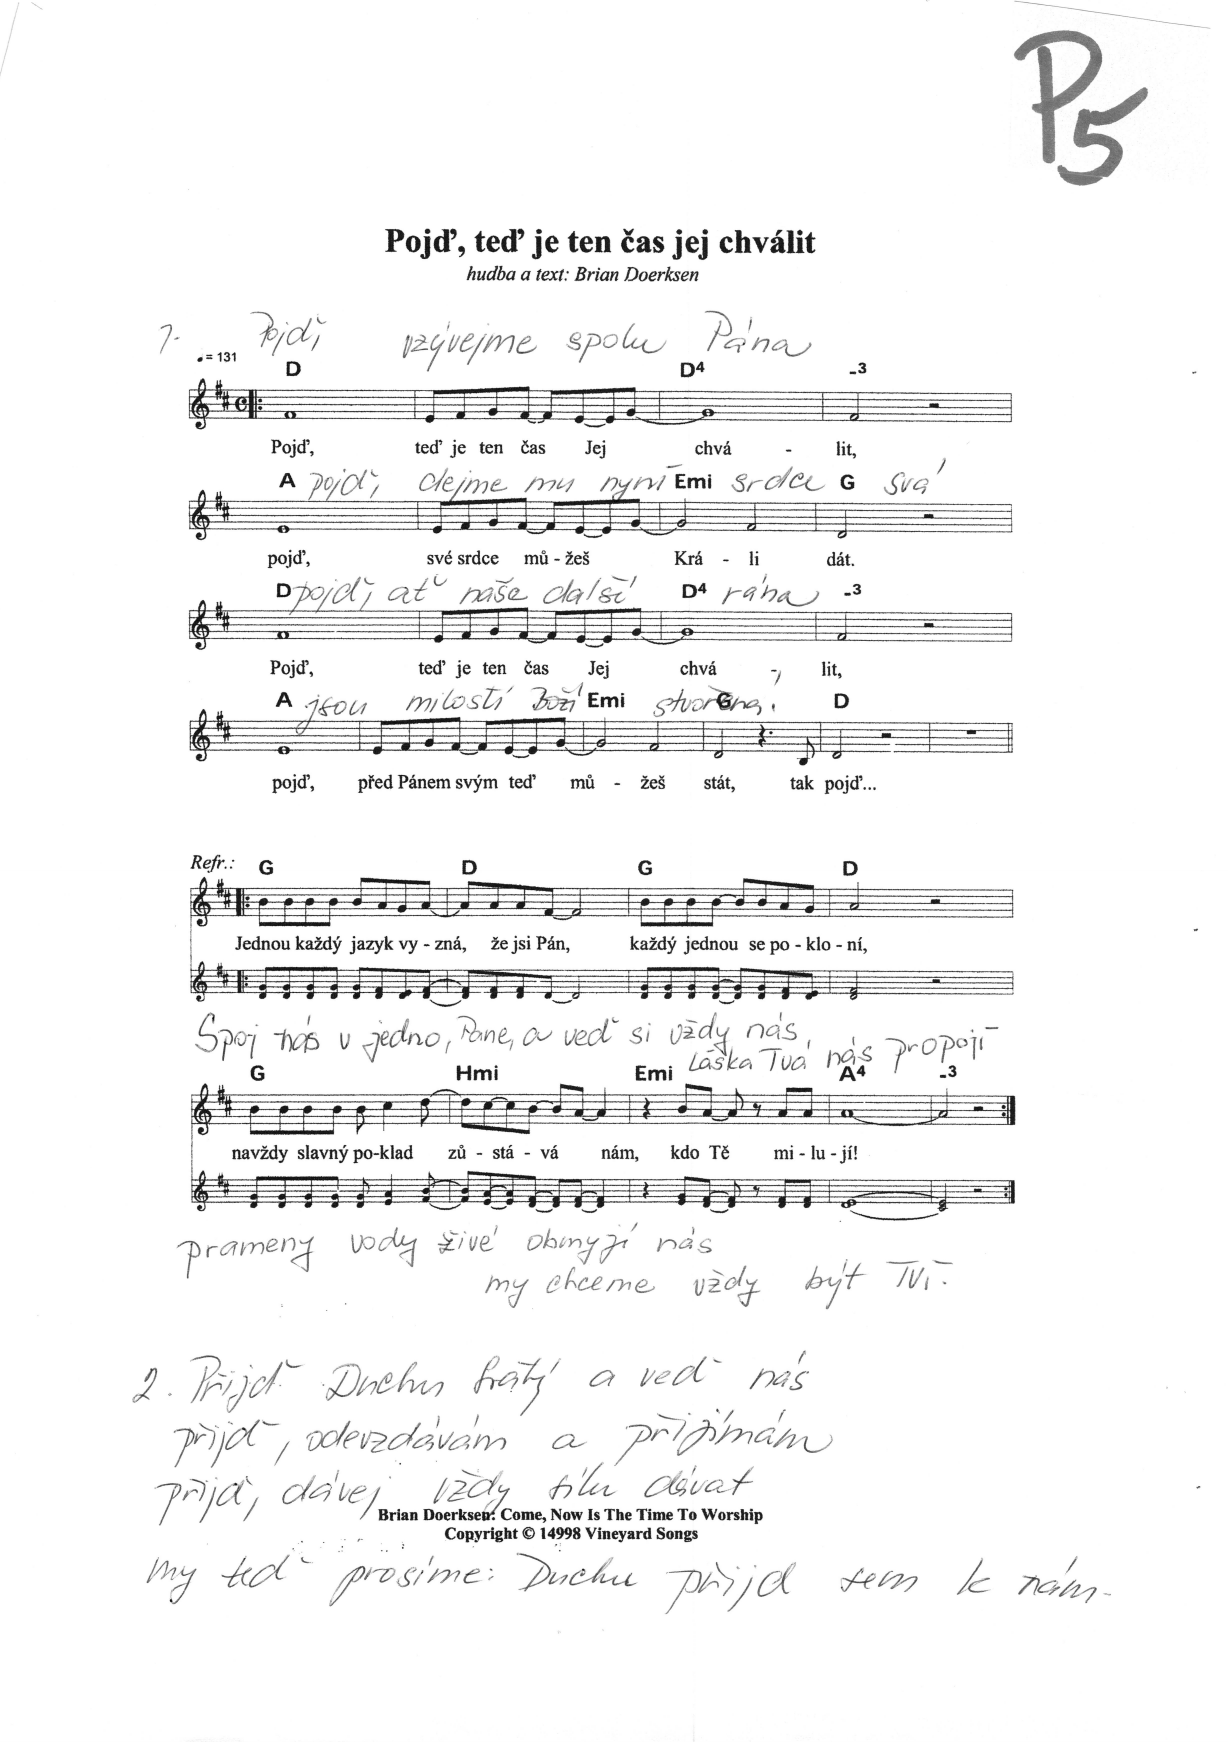 P5
Pojď, teď je ten čas jej chválit
hudba a text: Brian Doerksen
1. Pojď, vzývejme spolu Pána
♩ = 131
D D4 -3
Pojď, teď je ten čas Jej chvá - lit,
A pojď, dejme mu nyní Emi srdce G svá
pojď, své srdce mů - žeš Krá - li dát.
D pojď, ať naše další D4 rána -3
Pojď, teď je ten čas Jej chvá -, lit,
A jsou milostí Boží Emi stvořená. G D
pojď, před Pánem svým teď mů - žeš stát, tak pojď...
Refr.: G D G D
Jednou každý jazyk vy - zná, že jsi Pán, každý jednou se po - klo - ní,
Spoj nás v jedno, Pane, a veď si vždy nás,
Láska Tvá nás propojí
G Hmi Emi A4 -3
navždy slavný po-klad zů - stá - vá nám, kdo Tě mi - lu - jí!
prameny vody živé obmyjí nás
my chceme vždy být Tví.
2. Přijď Duchu Svatý a veď nás
přijď, odevzdávám a přijímám
přijď, dávej vždy sílu dávat
Brian Doerksen: Come, Now Is The Time To Worship
Copyright © 14998 Vineyard Songs
my teď prosíme: Duchu přijd sem k nám.